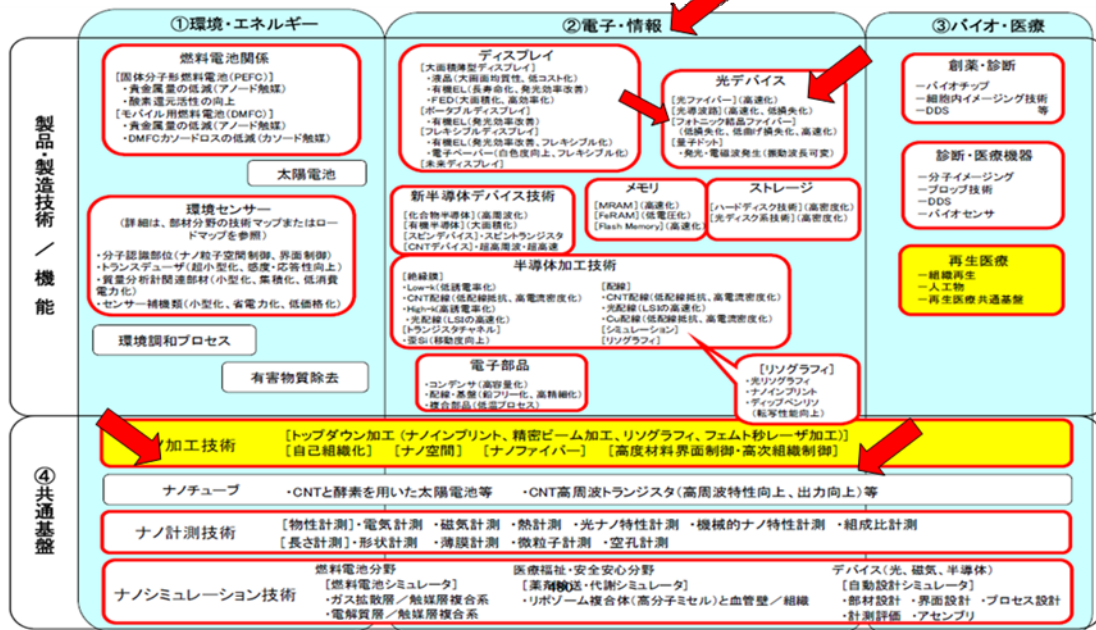 ①環境・エネルギー
②電子・情報
③バイオ・医療
製品・製造技術／機能
燃料電池関係
[固体分子形燃料電池(PEFC)]
・貴金属量の低減(アノード触媒)
・酸素還元活性の向上
[モバイル用燃料電池(DMFC)]
・貴金属量の低減(アノード触媒)
・DMFCカソードロスの低減(カソード触媒)
太陽電池
環境センサー
(詳細は、部材分野の技術マップまたはロー
ドマップを参照)
・分子認識部位(ナノ粒子空間制御、界面制御)
・トランスデューザ(超小型化、感度・応答性向上)
・質量分析計関連部材(小型化、集積化、低消費
電力化)
・センサー補機類(小型化、省電力化、低価格化)
環境調和プロセス
有害物質除去
ディスプレイ
[大面積薄型ディスプレイ]
・液晶(大画面均質性、低コスト化)
・有機EL(長寿命化、発光効率改善)
・FED(大面積化、高効率化)
[ポータブルディスプレイ]
・有機EL(発光効率改善)
[フレキシブルディスプレイ]
・有機EL(発光効率改善、フレキシブル化)
・電子ペーパー(白色度向上、フレキシブル化)
[未来ディスプレイ]
光デバイス
[光ファイバー](高速化)
[光導波路](高速化、低損失化)
[フォトニック結晶ファイバー]
(低損失化、低曲げ損失化、高速化)
[量子ドット]
・発光・電磁波発生(振動波長可変)
新半導体デバイス技術
[化合物半導体](高周波化)
[有機半導体](大面積化)
[スピンデバイス]・スピントランジスタ
[CNTデバイス]・超高周波・超高速
メモリ
[MRAM](高速化)
[FeRAM](低電圧化)
[Flash Memory](高速化)
ストレージ
[ハードディスク技術](高密度化)
[光ディスク系技術](高密度化)
半導体加工技術
[絶縁膜]
・Low-k(低誘電率化)
・CNT配線(低配線抵抗、高電流密度化)
・High-k(高誘電率化)
・光配線(LSIの高速化)
[トランジスタチャネル]
・歪Si(移動度向上)
[配線]
・CNT配線(低配線抵抗、高電流密度化)
・光配線(LSIの高速化)
・Cu配線(低配線抵抗、高電流密度化)
[シミュレーション]
[リソグラフィ]
電子部品
・コンデンサ(高容量化)
・配線・基盤(鉛フリー化、高精細化)
・複合部品(低温プロセス)
[リソグラフィ]
・光リソグラフィ
・ナノインプリント
・ディップペンリソ
(転写性能向上)
創薬・診断
－バイオチップ
－細胞内イメージング技術
－DDS 等
診断・医療機器
－分子イメージング
－プロップ技術
－DDS
－バイオセンサ
再生医療
－組織再生
－人工物
－再生医療共通基盤
④共通基盤
加工技術
[トップダウン加工(ナノインプリント、精密ビーム加工、リソグラフィ、フェムト秒レーザ加工)]
[自己組織化] [ナノ空間] [ナノファイバー] [高度材料界面制御・高次組織制御]
ナノチューブ ・CNTと酵素を用いた太陽電池等 ・CNT高周波トランジスタ(高周波特性向上、出力向上)等
ナノ計測技術
[物性計測]・電気計測 ・磁気計測 ・熱計測 ・光ナノ特性計測 ・機械的ナノ特性計測 ・組成比計測
[長さ計測]・形状計測 ・薄膜計測 ・微粒子計測 ・空孔計測
ナノシミュレーション技術
燃料電池分野
[燃料電池シミュレータ]
・ガス拡散層／触媒層複合系
・電解質層／触媒層複合系
医療福祉・安全安心分野
[薬剤輸送・代謝シミュレータ]
・リポゾーム複合体(高分子ミセル)と血管壁／組織
480
デバイス(光、磁気、半導体)
[自動設計シミュレータ]
・部材設計 ・界面設計 ・プロセス設計
・計測評価 ・アセンブリ